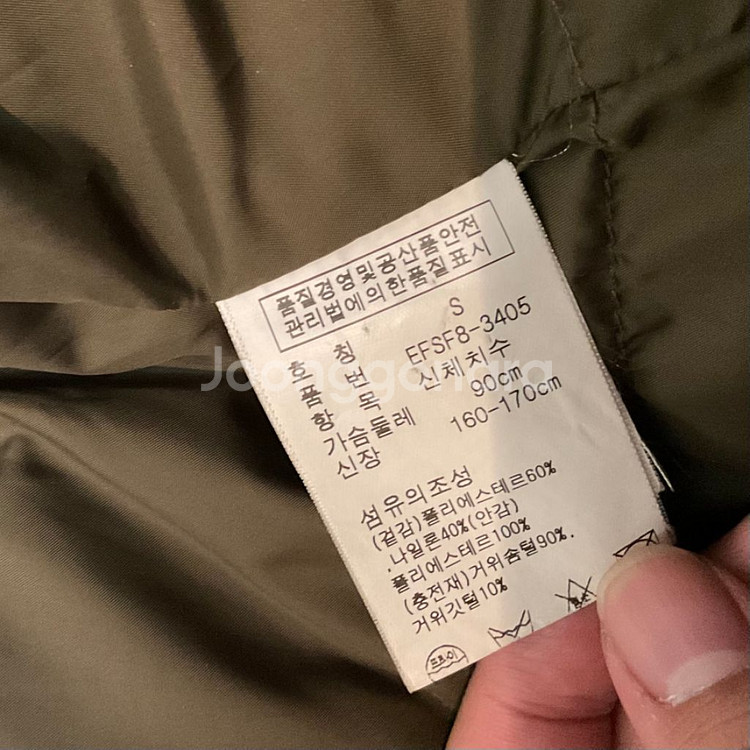 품질경영및공산품안전
관리법에의한품질표시
호칭 S
품번 EFSF8-3405
항목 신체치수
가슴둘레 90cm
신장 160-170cm
섬유의조성
(겉감)폴리에스테르60%
.나일론40%(안감)
폴리에스테르100%
(충전재)거위솜털90%.
거위깃털10%
Joonggonara